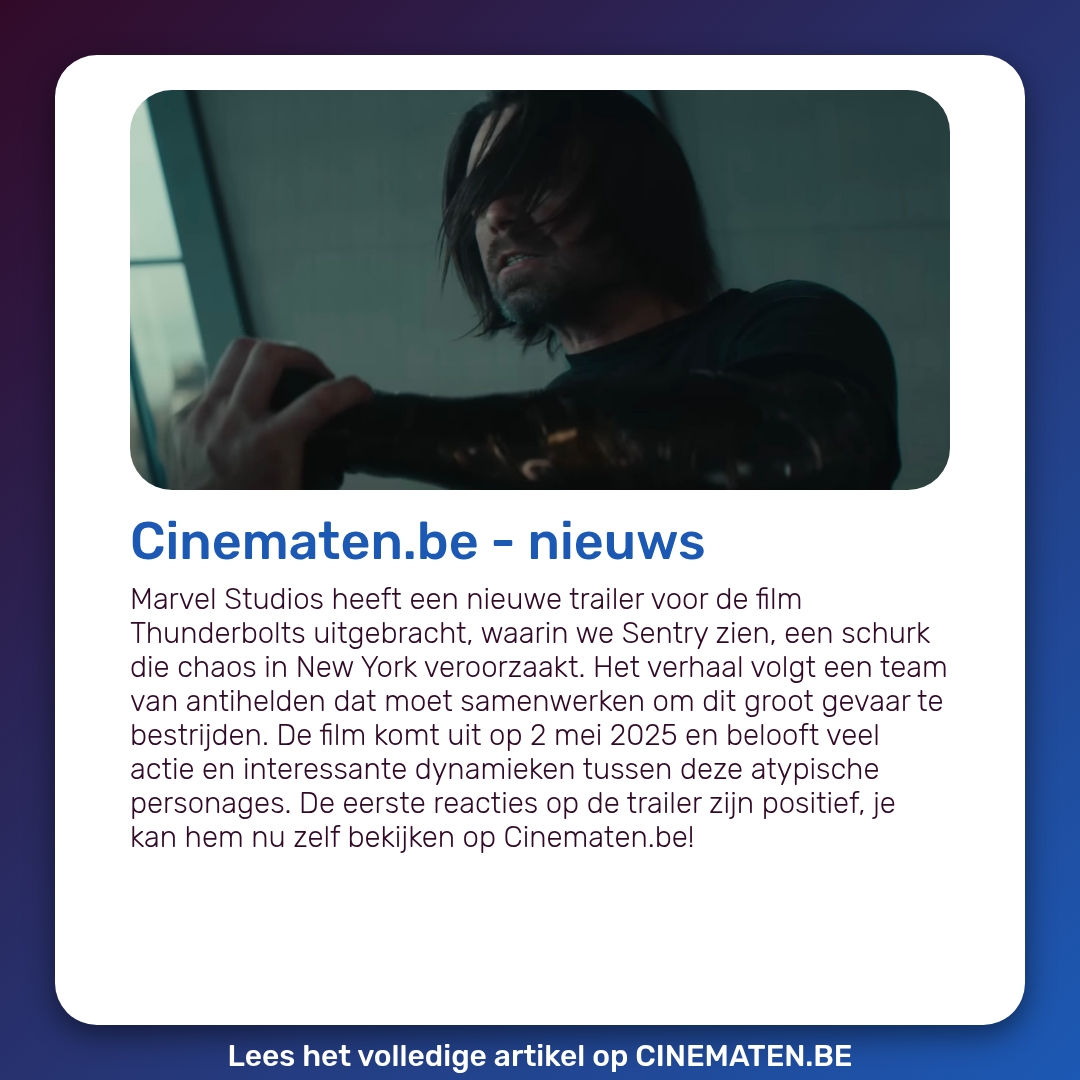 Cinematen.be - nieuws
Marvel Studios heeft een nieuwe trailer voor de film
Thunderbolts uitgebracht, waarin we Sentry zien, een schurk
die chaos in New York veroorzaakt. Het verhaal volgt een team
van antihelden dat moet samenwerken om dit groot gevaar te
bestrijden. De film komt uit op 2 mei 2025 en belooft veel
actie en interessante dynamieken tussen deze atypische
personages. De eerste reacties op de trailer zijn positief, je
kan hem nu zelf bekijken op Cinematen.be!
Lees het volledige artikel op CINEMATEN.BE